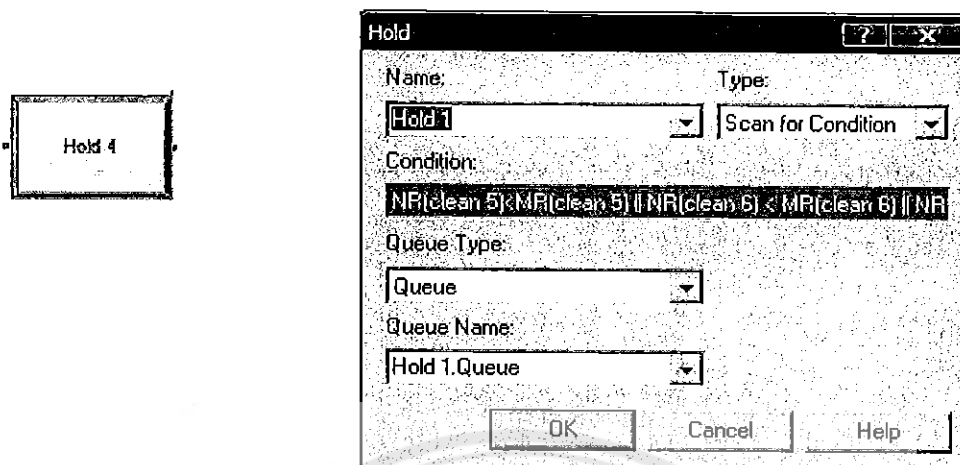 Hold 4
Hold
Name:
Type:
Hold 1
Scan for Condition
Condition:
NR(clean 5)<MR(clean 5) || NR(clean 6) < MR(clean 6) || NR
Queue Type:
Queue
Queue Name:
Hold 1.Queue
OK
Cancel
Help